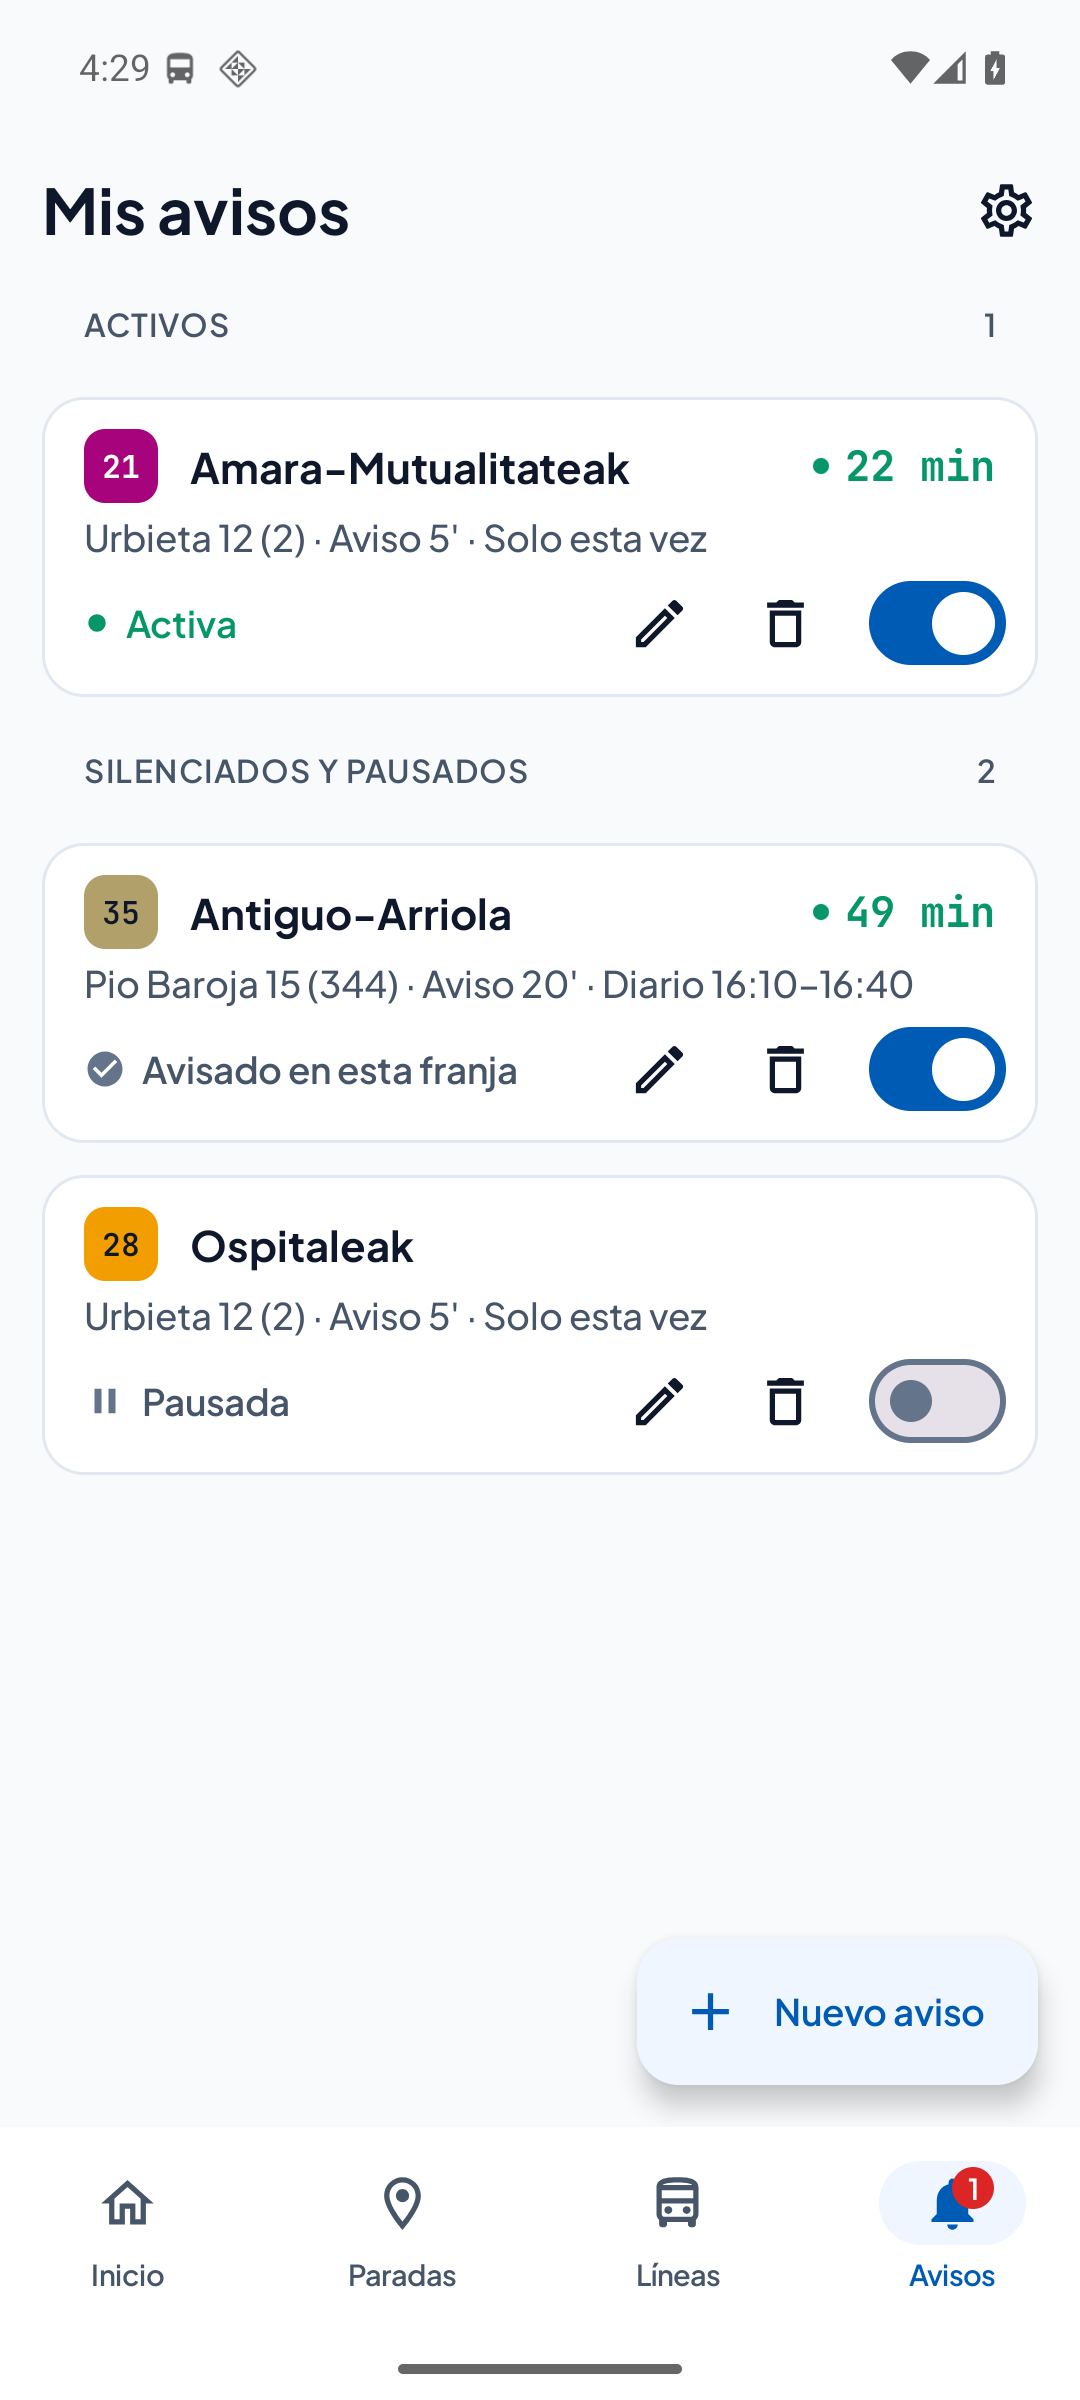 4:29
Mis avisos
ACTIVOS 1
21 Amara-Mutualitateak 22 min
Urbieta 12 (2) · Aviso 5' · Solo esta vez
Activa
SILENCIADOS Y PAUSADOS 2
35 Antiguo-Arriola 49 min
Pio Baroja 15 (344) · Aviso 20' · Diario 16:10–16:40
Avisado en esta franja
28 Ospitaleak
Urbieta 12 (2) · Aviso 5' · Solo esta vez
Pausada
Nuevo aviso
1
Inicio Paradas Líneas Avisos